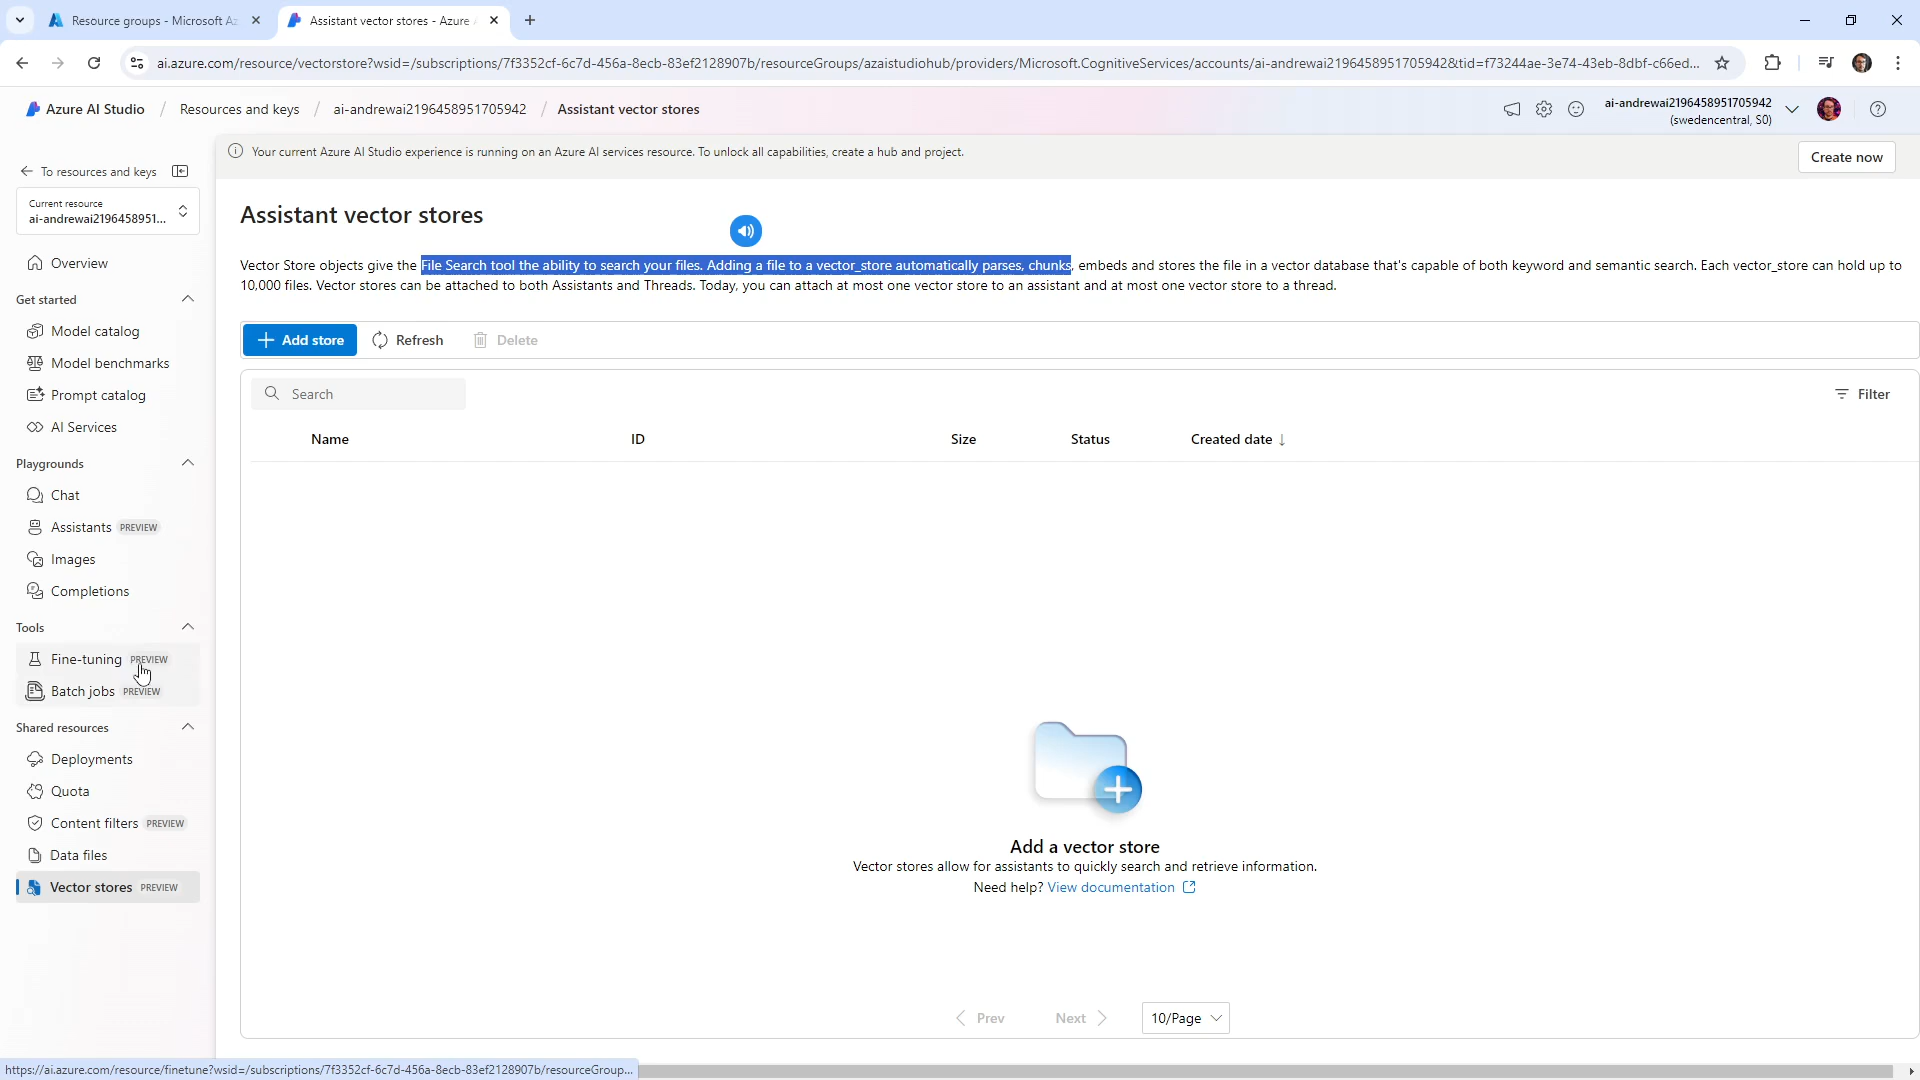 Resource groups - Microsoft Az
Assistant vector stores - Azure A
ai.azure.com/resource/vectorstore?wsid=/subscriptions/7f3352cf-6c7d-456a-8ecb-83ef2128907b/resourceGroups/azaistudiohub/providers/Microsoft.CognitiveServices/accounts/ai-andrewai2196458951705942&tid=f73244ae-3e74-43eb-8dbf-c66ed...
Azure AI Studio / Resources and keys / ai-andrewai2196458951705942 / Assistant vector stores
ai-andrewai2196458951705942
(swedencentral, S0)
To resources and keys
Current resource
ai-andrewai2196458951...
Overview
Get started
Model catalog
Model benchmarks
Prompt catalog
AI Services
Playgrounds
Chat
Assistants PREVIEW
Images
Completions
Tools
Fine-tuning PREVIEW
Batch jobs PREVIEW
Shared resources
Deployments
Quota
Content filters PREVIEW
Data files
Vector stores PREVIEW
Your current Azure AI Studio experience is running on an Azure AI services resource. To unlock all capabilities, create a hub and project.
Create now
Assistant vector stores
Vector Store objects give the File Search tool the ability to search your files. Adding a file to a vector_store automatically parses, chunks, embeds and stores the file in a vector database that's capable of both keyword and semantic search. Each vector_store can hold up to
10,000 files. Vector stores can be attached to both Assistants and Threads. Today, you can attach at most one vector store to an assistant and at most one vector store to a thread.
Add store Refresh Delete
Search
Filter
Name ID Size Status Created date ↓
Add a vector store
Vector stores allow for assistants to quickly search and retrieve information.
Need help? View documentation
Prev Next 10/Page
https://ai.azure.com/resource/finetune?wsid=/subscriptions/7f3352cf-6c7d-456a-8ecb-83ef2128907b/resourceGroup...